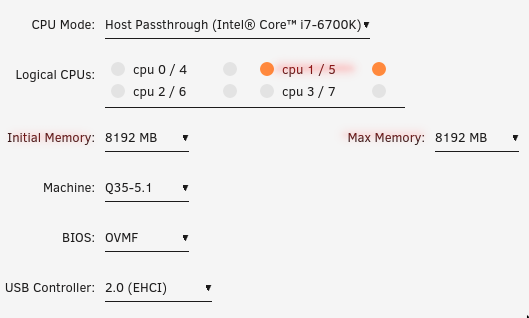 CPU Mode: Host Passthrough (Intel® Core™ i7-6700K)
Logical CPUs: cpu 0 / 4 cpu 1 / 5
cpu 2 / 6 cpu 3 / 7
Initial Memory: 8192 MB Max Memory: 8192 MB
Machine: Q35-5.1
BIOS: OVMF
USB Controller: 2.0 (EHCI)